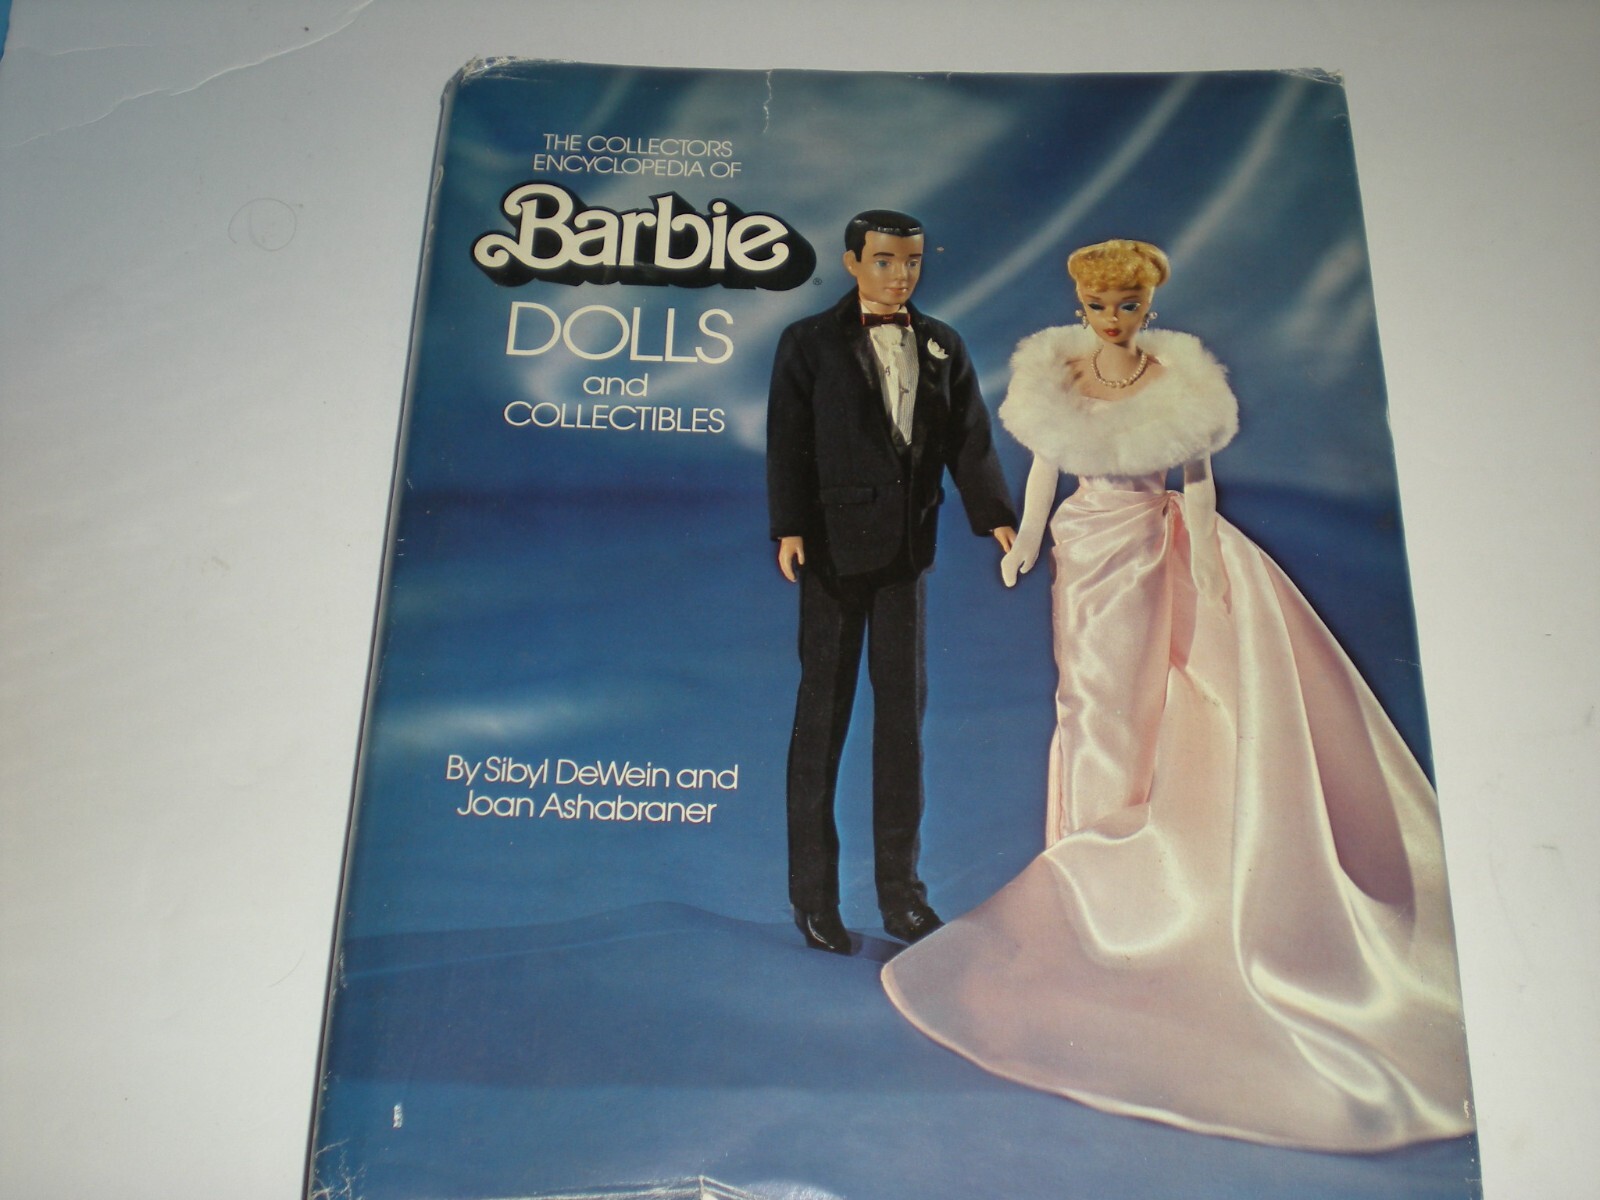 THE COLLECTORS
ENCYCLOPEDIA OF
Barbie®
DOLLS
and
COLLECTIBLES
By Sibyl DeWein and
Joan Ashabraner